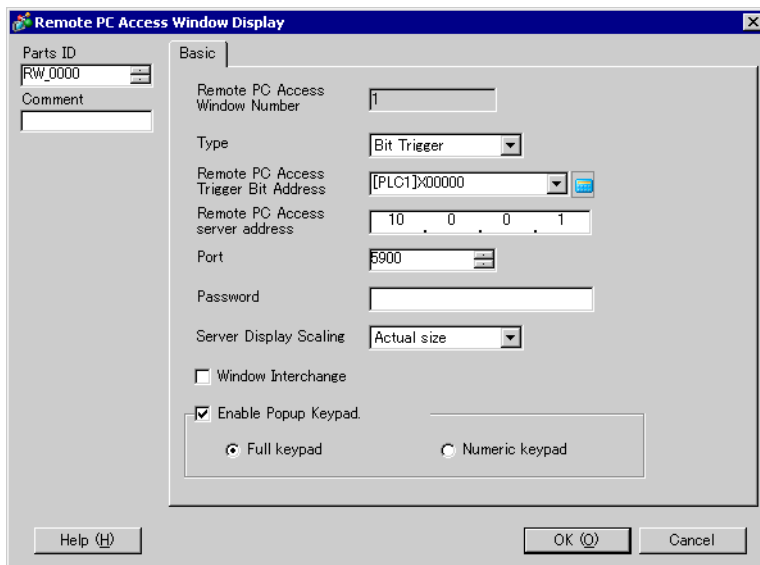 Remote PC Access Window Display
Parts ID
RW_0000
Comment
Basic
Remote PC Access
Window Number
1
Type
Bit Trigger
Remote PC Access
Trigger Bit Address
[PLC1]X00000
Remote PC Access
server address
10 . 0 . 0 . 1
Port
5900
Password
Server Display Scaling
Actual size
Window Interchange
Enable Popup Keypad.
Full keypad
Numeric keypad
Help (H)
OK (O)
Cancel